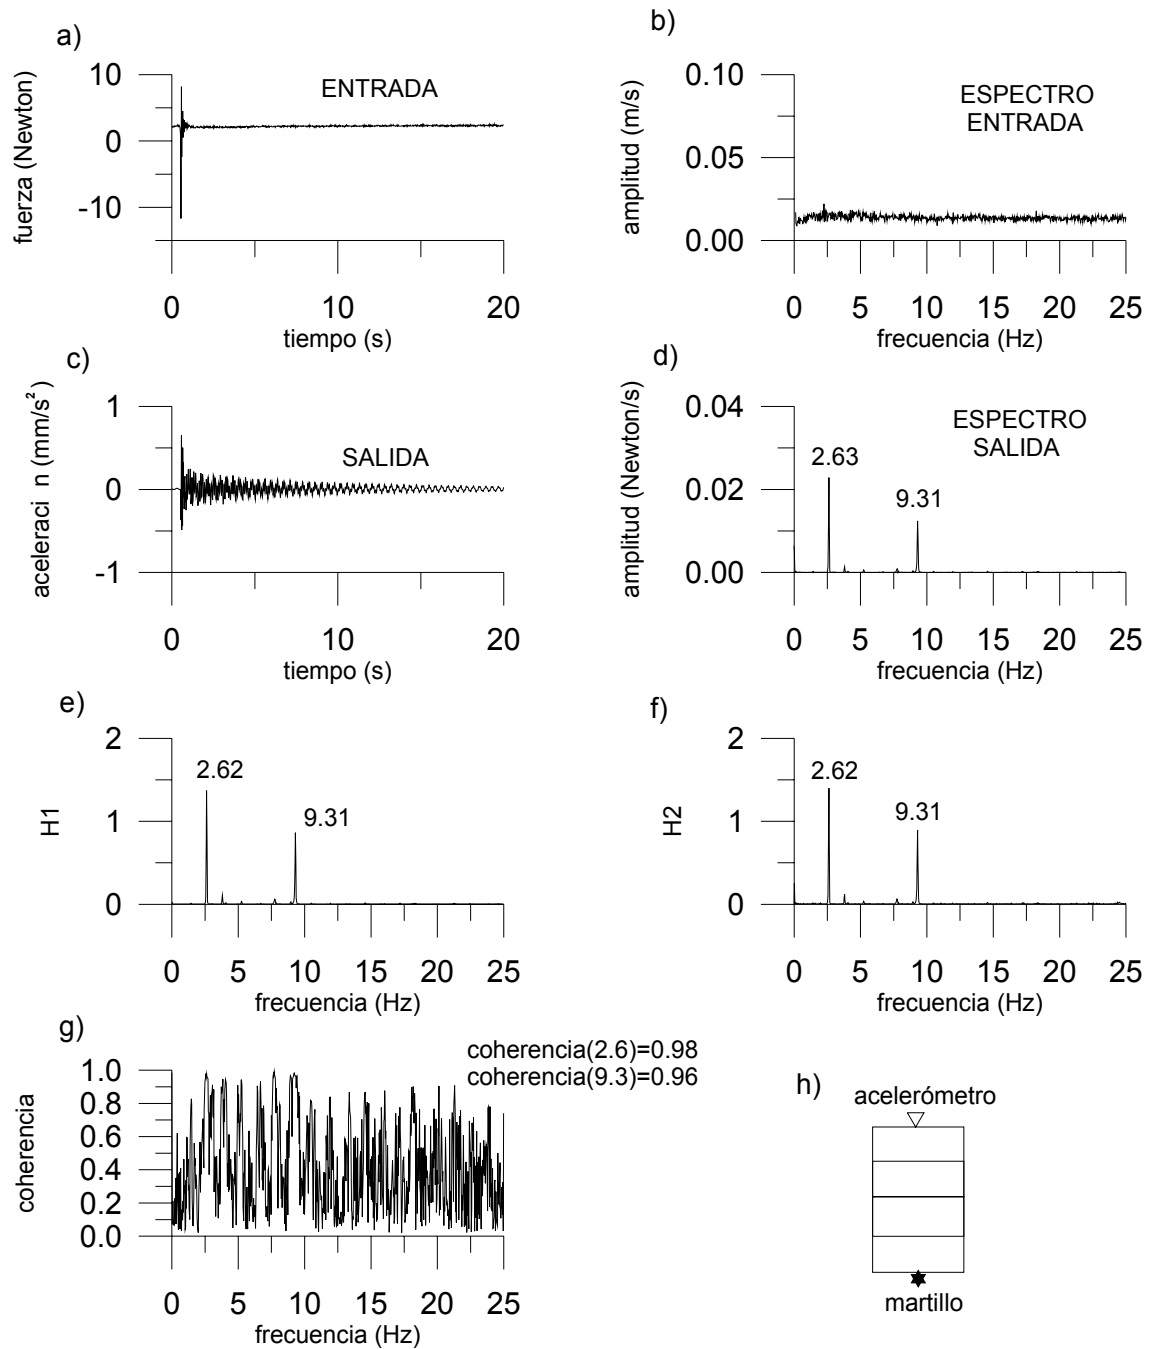 a)
fuerza (Newton)
10
0
-10
ENTRADA
0
10
20
tiempo (s)
b)
amplitud (m/s)
0.10
0.05
0.00
ESPECTRO
ENTRADA
0
5
10
15
20
25
frecuencia (Hz)
c)
aceleraci n (mm/s²)
1
0
-1
SALIDA
0
10
20
tiempo (s)
d)
amplitud (Newton/s)
0.04
0.02
0.00
ESPECTRO
SALIDA
2.63
9.31
0
5
10
15
20
25
frecuencia (Hz)
e)
H1
2
1
0
2.62
9.31
0
5
10
15
20
25
frecuencia (Hz)
f)
H2
2
1
0
2.62
9.31
0
5
10
15
20
25
frecuencia (Hz)
g)
coherencia
1.0
0.8
0.6
0.4
0.2
0.0
coherencia(2.6)=0.98
coherencia(9.3)=0.96
0
5
10
15
20
25
frecuencia (Hz)
h)
acelerómetro
martillo